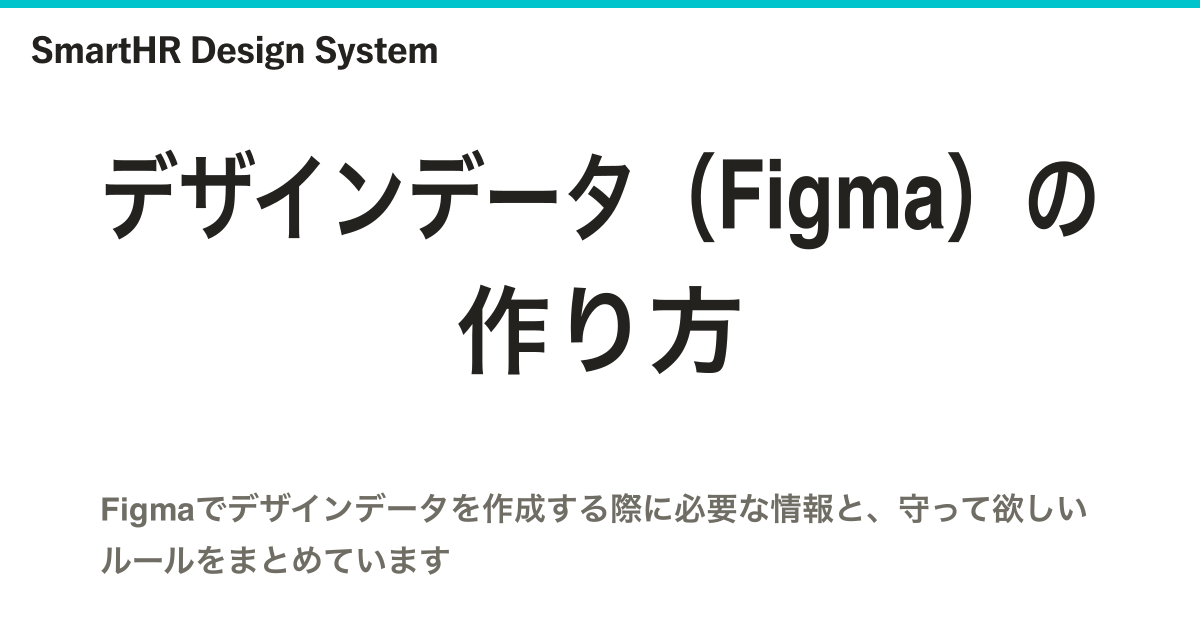 SmartHR Design System
デザインデータ（Figma）の
作り方
Figmaでデザインデータを作成する際に必要な情報と、守って欲しい
ルールをまとめています